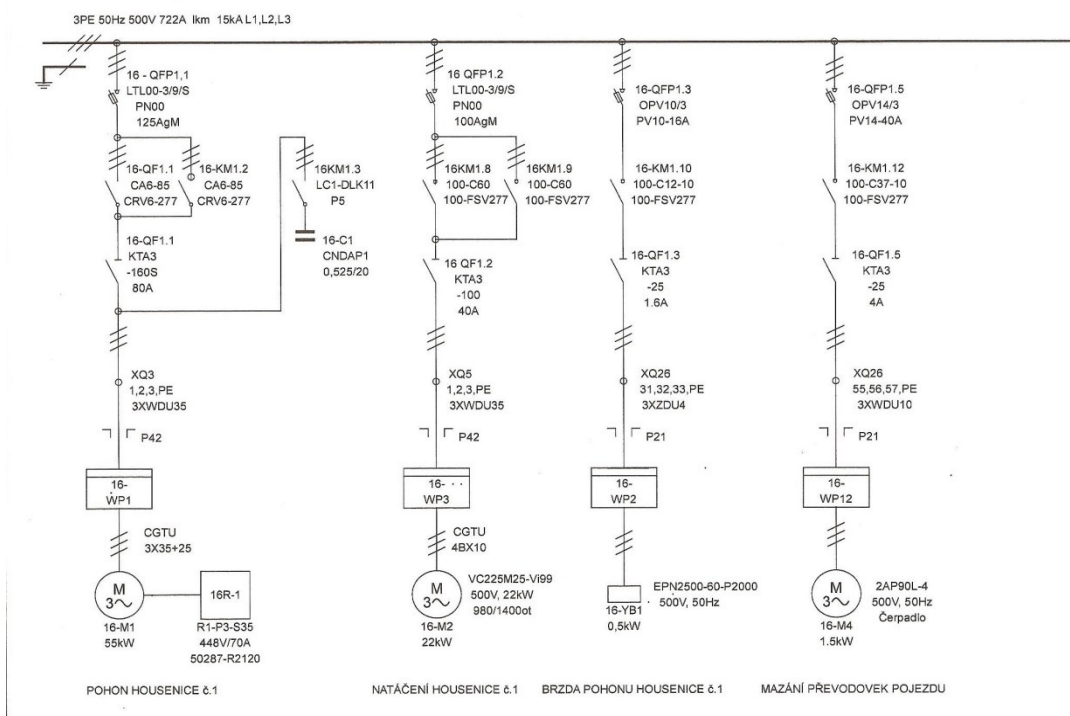 3PE 50Hz 500V 722A Ikm 15kA L1,L2,L3
16 - QFP1,1
LTL00-3/9/S
PN00
125AgM
16-QF1.1
CA6-85
CRV6-277
16-KM1.2
CA6-85
CRV6-277
16KM1.3
LC1-DLK11
P5
16-QF1.1
KTA3
-160S
80A
16-C1
CNDAP1
0,525/20
XQ3
1,2,3,PE
3XWDU35
P42
16-
WP1
CGTU
3X35+25
M
3~
16R-1
16-M1
55kW
R1-P3-S35
448V/70A
50287-R2120
POHON HOUSENICE č.1
16 QFP1.2
LTL00-3/9/S
PN00
100AgM
16KM1.8
100-C60
100-FSV277
16KM1.9
100-C60
100-FSV277
16 QF1.2
KTA3
-100
40A
XQ5
1,2,3,PE
3XWDU35
P42
16-
WP3
CGTU
4BX10
M
3~
VC225M25-Vi99
500V, 22kW
980/1400ot
16-M2
22kW
NATÁČENÍ HOUSENICE č.1
16-QFP1.3
OPV10/3
PV10-16A
16-KM1.10
100-C12-10
100-FSV277
16-QF1.3
KTA3
-25
1.6A
XQ26
31,32,33,PE
3XZDU4
P21
16-
WP2
EPN2500-60-P2000
500V, 50Hz
16-YB1
0,5kW
BRZDA POHONU HOUSENICE č.1
16-QFP1.5
OPV14/3
PV14-40A
16-KM1.12
100-C37-10
100-FSV277
16-QF1.5
KTA3
-25
4A
XQ26
55,56,57,PE
3XWDU10
P21
16-
WP12
M
3~
2AP90L-4
500V, 50Hz
Čerpadlo
16-M4
1.5kW
MAZÁNÍ PŘEVODOVEK POJEZDU